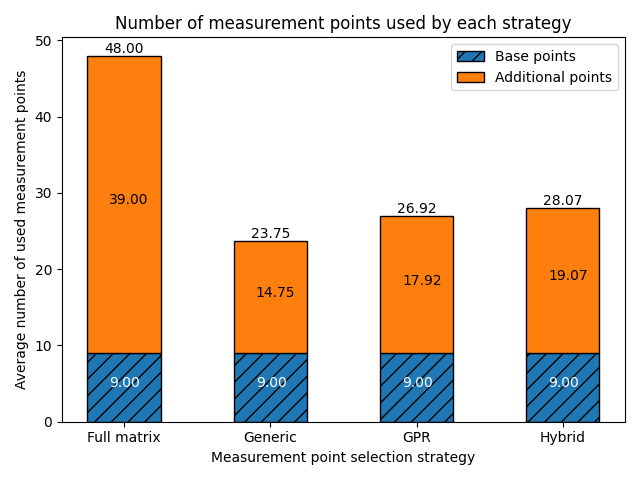 Number of measurement points used by each strategy
Average number of used measurement points
50
40
30
20
10
0
Base points
Additional points
48.00
23.75
26.92
28.07
39.00
14.75
17.92
19.07
9.00
9.00
9.00
9.00
Full matrix
Generic
GPR
Hybrid
Measurement point selection strategy